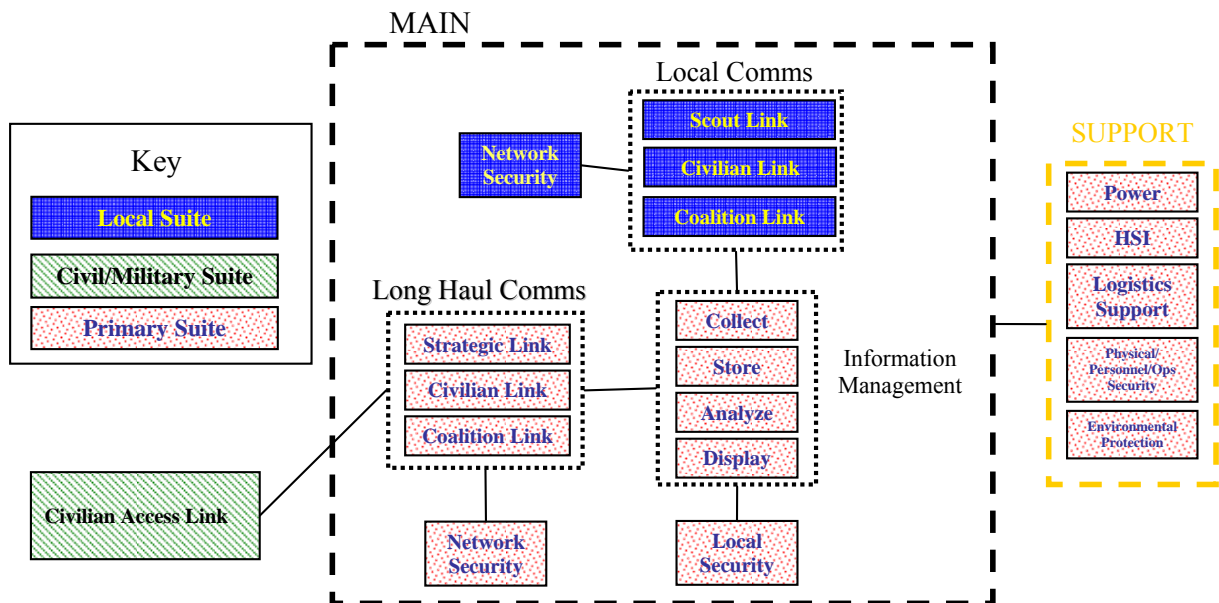 MAIN
Local Comms
Scout Link
Network
Security
Civilian Link
Coalition Link
Key
Local Suite
Civil/Military Suite
Primary Suite
SUPPORT
Power
HSI
Logistics
Support
Physical/
Personnel/Ops
Security
Environmental
Protection
Long Haul Comms
Strategic Link
Civilian Link
Coalition Link
Collect
Store
Analyze
Display
Information
Management
Civilian Access Link
Network
Security
Local
Security